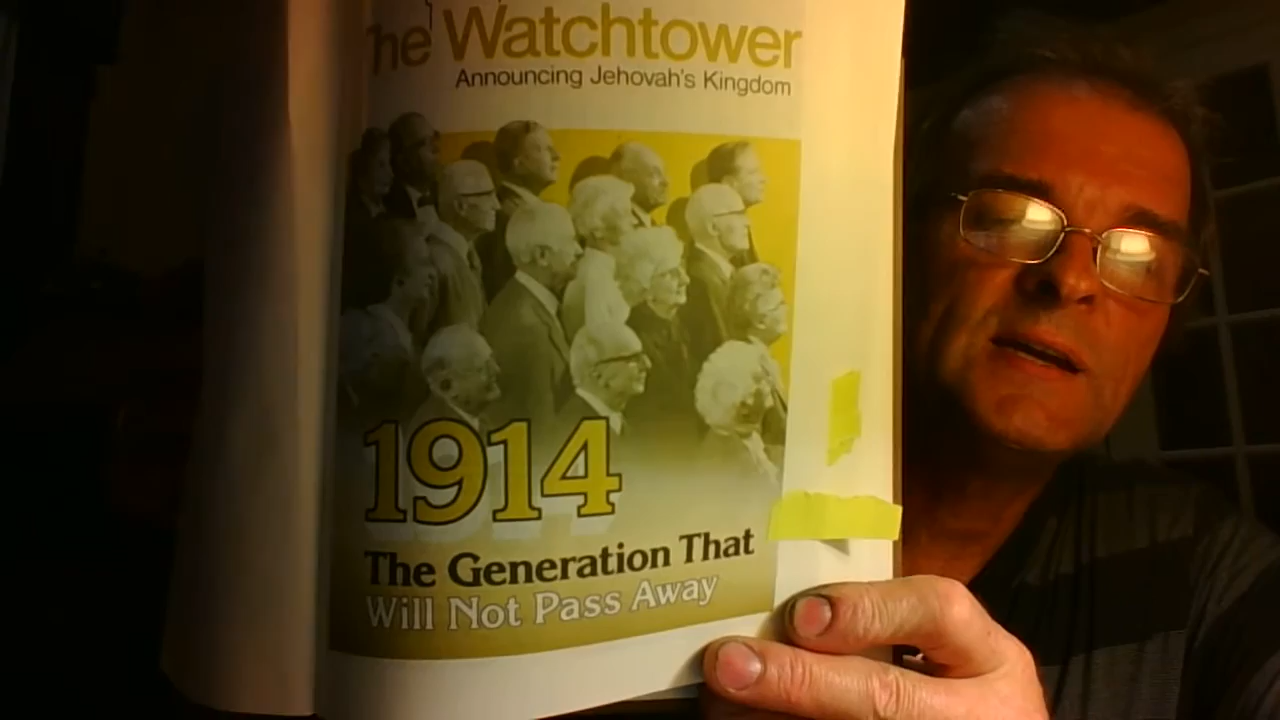 The Watchtower
Announcing Jehovah's Kingdom
1914
The Generation That
Will Not Pass Away